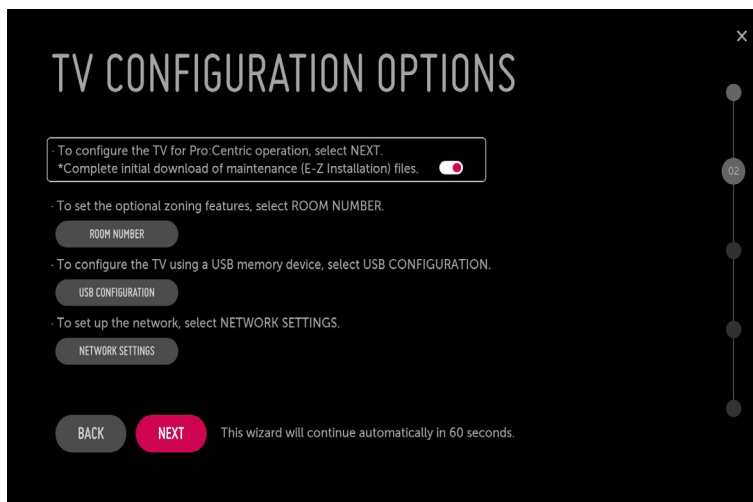 ×
TV CONFIGURATION OPTIONS
· To configure the TV for Pro:Centric operation, select NEXT.
*Complete initial download of maintenance (E-Z Installation) files.
02
· To set the optional zoning features, select ROOM NUMBER.
ROOM NUMBER
· To configure the TV using a USB memory device, select USB CONFIGURATION.
USB CONFIGURATION
· To set up the network, select NETWORK SETTINGS.
NETWORK SETTINGS
BACK NEXT This wizard will continue automatically in 60 seconds.